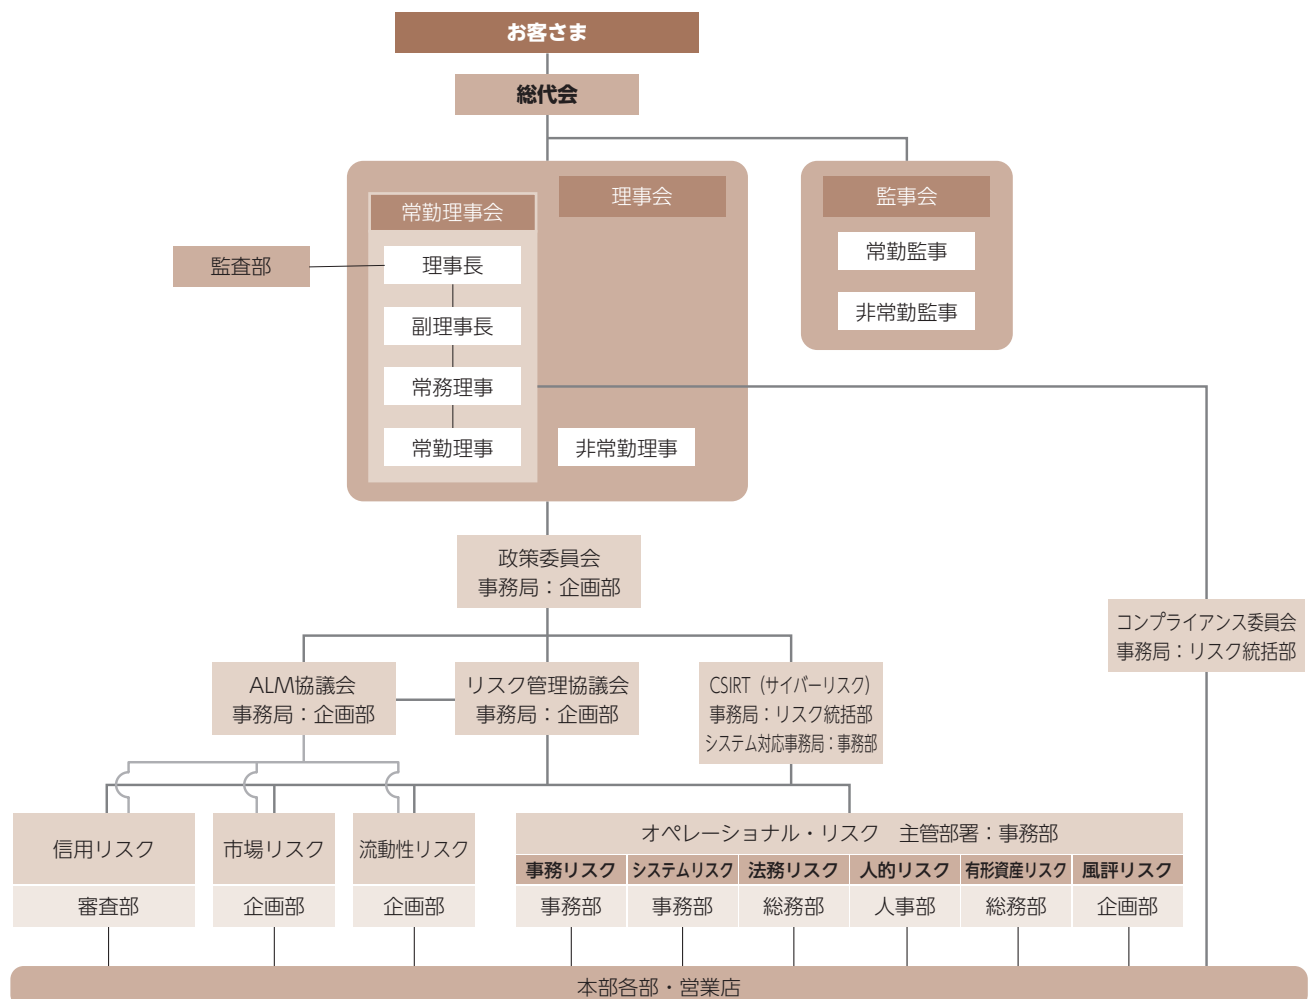 お客さま
総代会
理事会
監事会
常勤理事会
監査部
理事長
副理事長
常務理事
常勤理事
非常勤理事
常勤監事
非常勤監事
政策委員会
事務局：企画部
コンプライアンス委員会
事務局：リスク統括部
ALM協議会
事務局：企画部
リスク管理協議会
事務局：企画部
CSIRT（サイバーリスク）
事務局：リスク統括部
システム対応事務局：事務部
信用リスク
審査部
市場リスク
企画部
流動性リスク
企画部
オペレーショナル・リスク　主管部署：事務部
事務リスク
事務部
システムリスク
事務部
法務リスク
総務部
人的リスク
人事部
有形資産リスク
総務部
風評リスク
企画部
本部各部・営業店